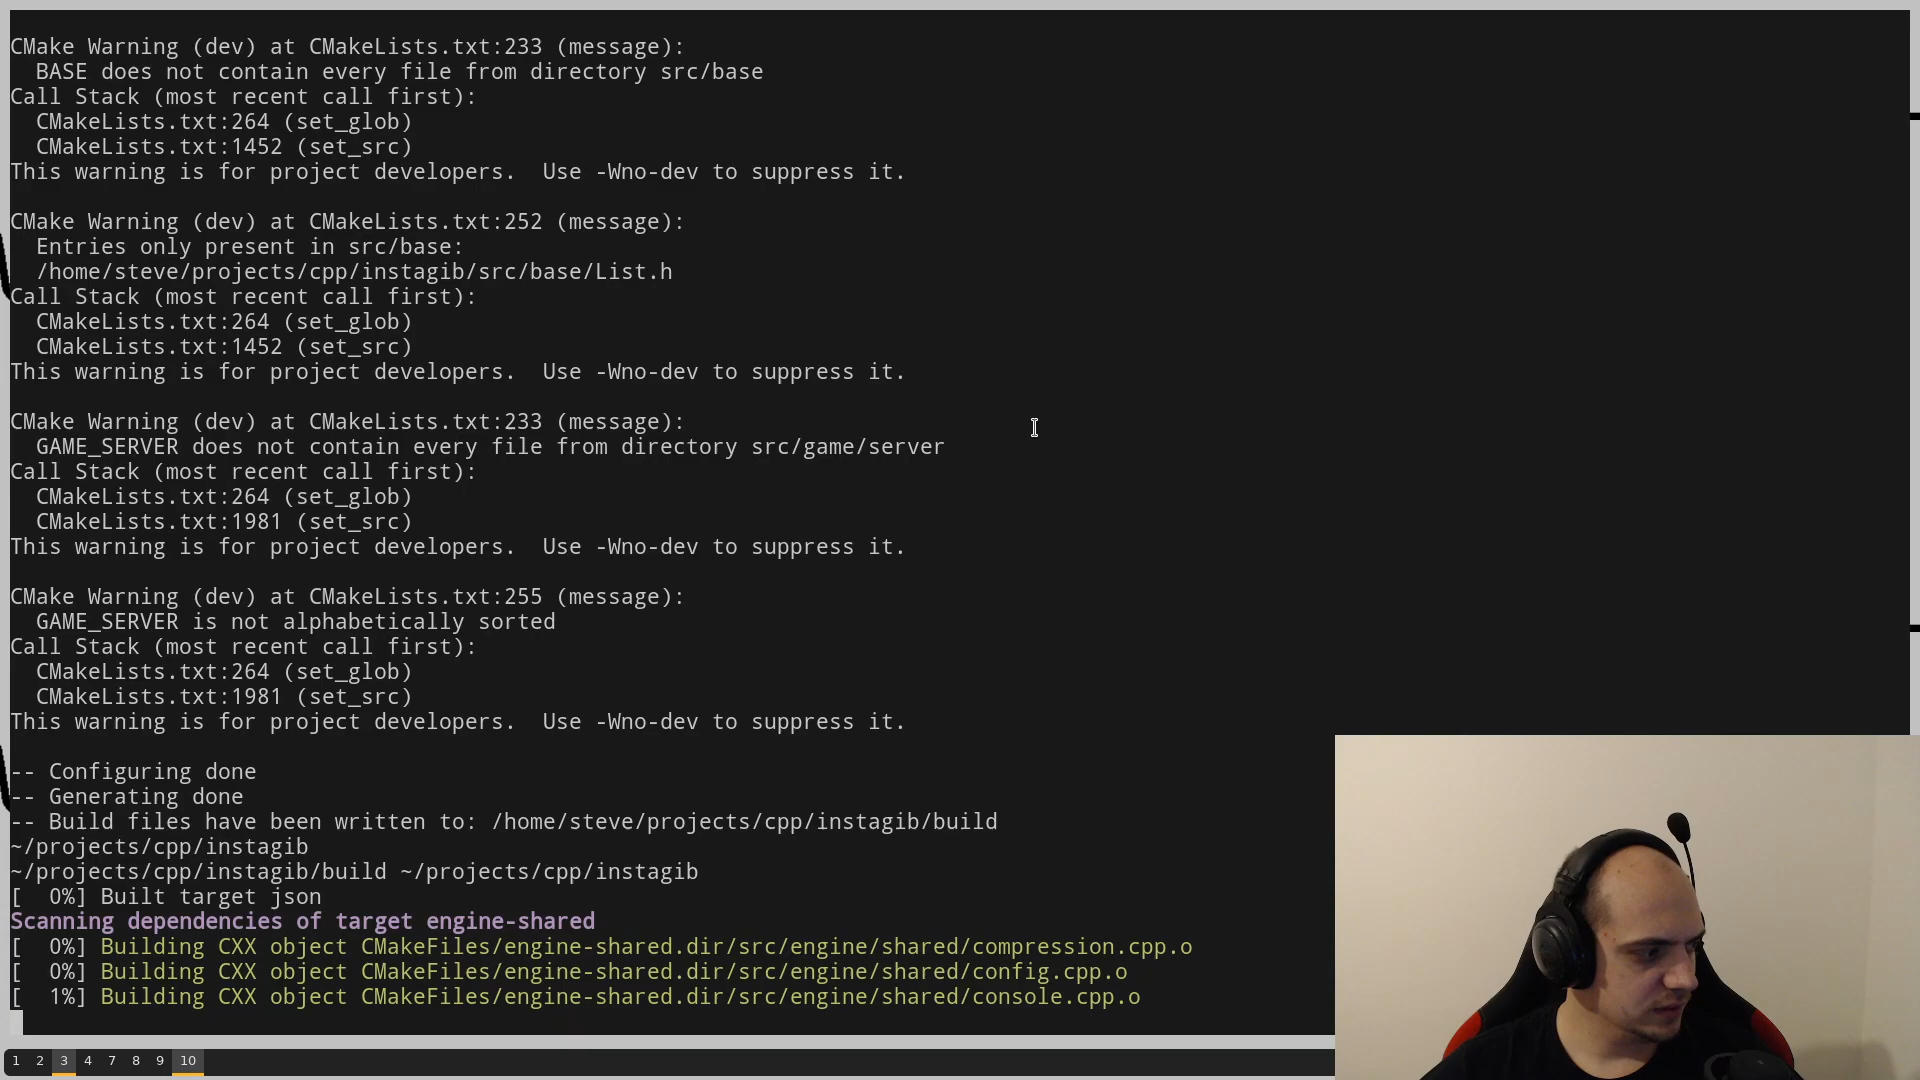 CMake Warning (dev) at CMakeLists.txt:233 (message):
  BASE does not contain every file from directory src/base
Call Stack (most recent call first):
  CMakeLists.txt:264 (set_glob)
  CMakeLists.txt:1452 (set_src)
This warning is for project developers.  Use -Wno-dev to suppress it.

CMake Warning (dev) at CMakeLists.txt:252 (message):
  Entries only present in src/base:
  /home/steve/projects/cpp/instagib/src/base/List.h
Call Stack (most recent call first):
  CMakeLists.txt:264 (set_glob)
  CMakeLists.txt:1452 (set_src)
This warning is for project developers.  Use -Wno-dev to suppress it.

CMake Warning (dev) at CMakeLists.txt:233 (message):
  GAME_SERVER does not contain every file from directory src/game/server
Call Stack (most recent call first):
  CMakeLists.txt:264 (set_glob)
  CMakeLists.txt:1981 (set_src)
This warning is for project developers.  Use -Wno-dev to suppress it.

CMake Warning (dev) at CMakeLists.txt:255 (message):
  GAME_SERVER is not alphabetically sorted
Call Stack (most recent call first):
  CMakeLists.txt:264 (set_glob)
  CMakeLists.txt:1981 (set_src)
This warning is for project developers.  Use -Wno-dev to suppress it.

-- Configuring done
-- Generating done
-- Build files have been written to: /home/steve/projects/cpp/instagib/build
~/projects/cpp/instagib
~/projects/cpp/instagib/build ~/projects/cpp/instagib
[  0%] Built target json
Scanning dependencies of target engine-shared
[  0%] Building CXX object CMakeFiles/engine-shared.dir/src/engine/shared/compression.cpp.o
[  0%] Building CXX object CMakeFiles/engine-shared.dir/src/engine/shared/config.cpp.o
[  1%] Building CXX object CMakeFiles/engine-shared.dir/src/engine/shared/console.cpp.o
1 2 3 4 7 8 9 10